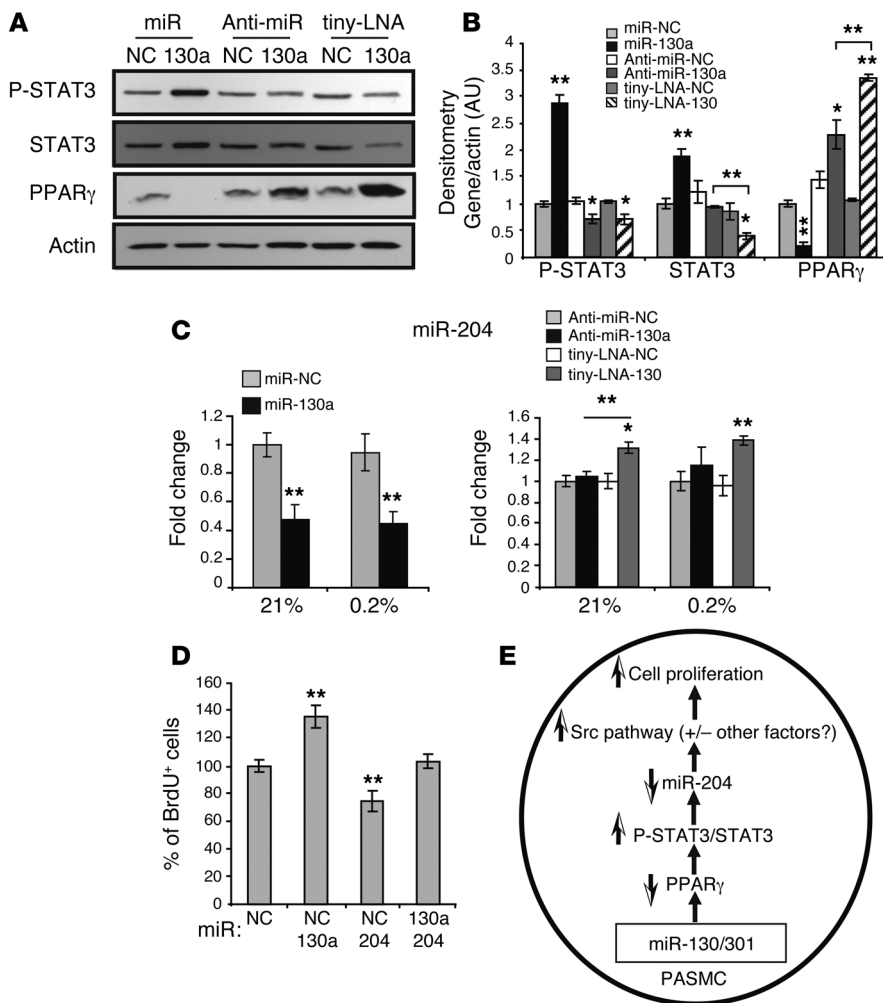 A
miR Anti-miR tiny-LNA
NC 130a NC 130a NC 130a
P-STAT3
STAT3
PPARγ
Actin
B
miR-NC
miR-130a
Anti-miR-NC
Anti-miR-130a
tiny-LNA-NC
tiny-LNA-130
Densitometry
Gene/actin (AU)
4
3.5
3
2.5
2
1.5
1
0.5
0
** * * ** ** * ** * ** **
P-STAT3 STAT3 PPARγ
C
miR-204
miR-NC
miR-130a
Fold change
1.2
1
0.8
0.6
0.4
0.2
0
** **
21% 0.2%
Anti-miR-NC
Anti-miR-130a
tiny-LNA-NC
tiny-LNA-130
Fold change
1.6
1.4
1.2
1
0.8
0.6
0.4
0.2
0
** * **
21% 0.2%
D
% of BrdU+ cells
160
140
120
100
80
60
40
20
0
** **
miR: NC NC NC 130a
130a 204 204
E
Cell proliferation
Src pathway (+/– other factors?)
miR-204
P-STAT3/STAT3
PPARγ
miR-130/301
PASMC